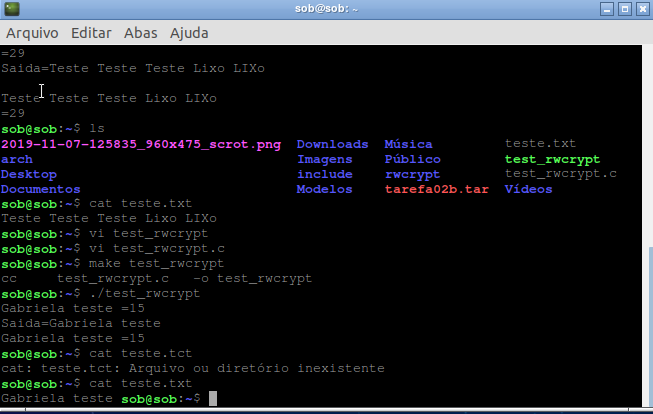 sob@sob: ~
Arquivo Editar Abas Ajuda
=29
Saida=Teste Teste Teste Lixo LIXo
Teste Teste Teste Lixo LIXo
=29
sob@sob:~$ ls
2019-11-07-125835_960x475_scrot.png Downloads Música teste.txt
arch Imagens Público test_rwcrypt
Desktop include rwcrypt test_rwcrypt.c
Documentos Modelos tarefa02b.tar Vídeos
sob@sob:~$ cat teste.txt
Teste Teste Teste Lixo LIXo
sob@sob:~$ vi test_rwcrypt
sob@sob:~$ vi test_rwcrypt.c
sob@sob:~$ make test_rwcrypt
cc test_rwcrypt.c -o test_rwcrypt
sob@sob:~$ ./test_rwcrypt
Gabriela teste =15
Saida=Gabriela teste
Gabriela teste =15
sob@sob:~$ cat teste.tct
cat: teste.tct: Arquivo ou diretório inexistente
sob@sob:~$ cat teste.txt
Gabriela teste sob@sob:~$